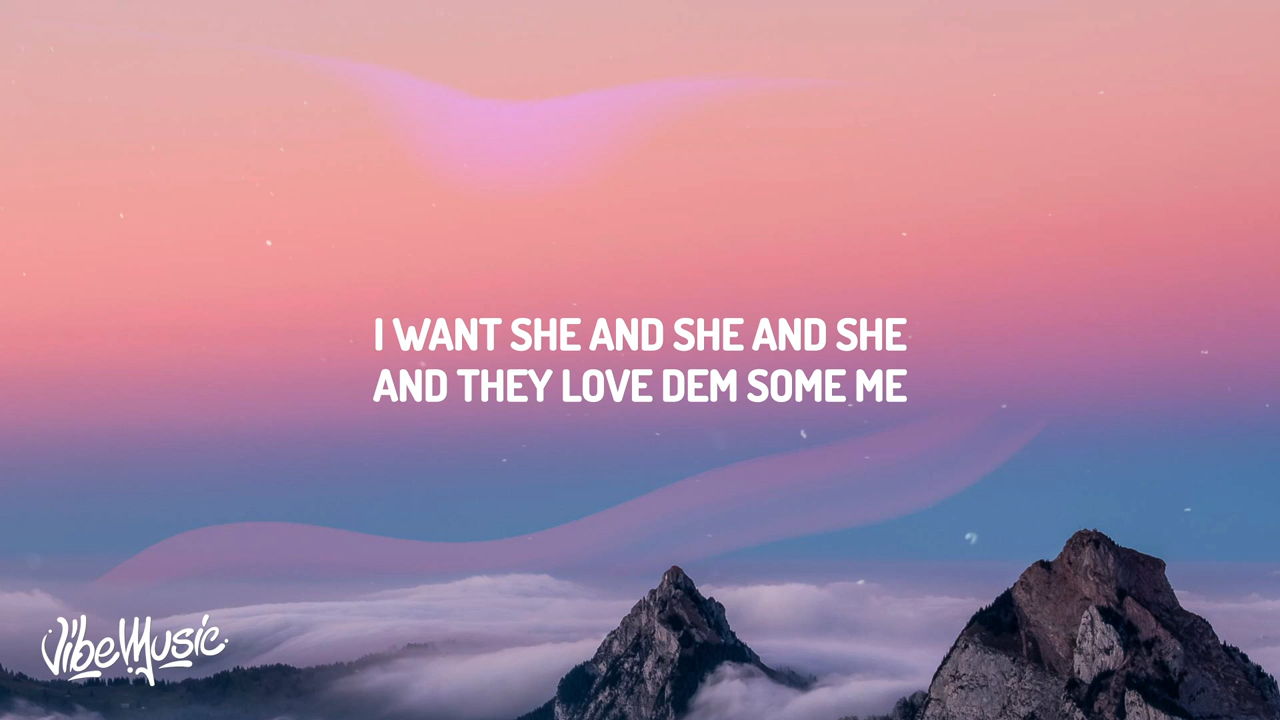 I WANT SHE AND SHE AND SHE
AND THEY LOVE DEM SOME ME
VibeMusic